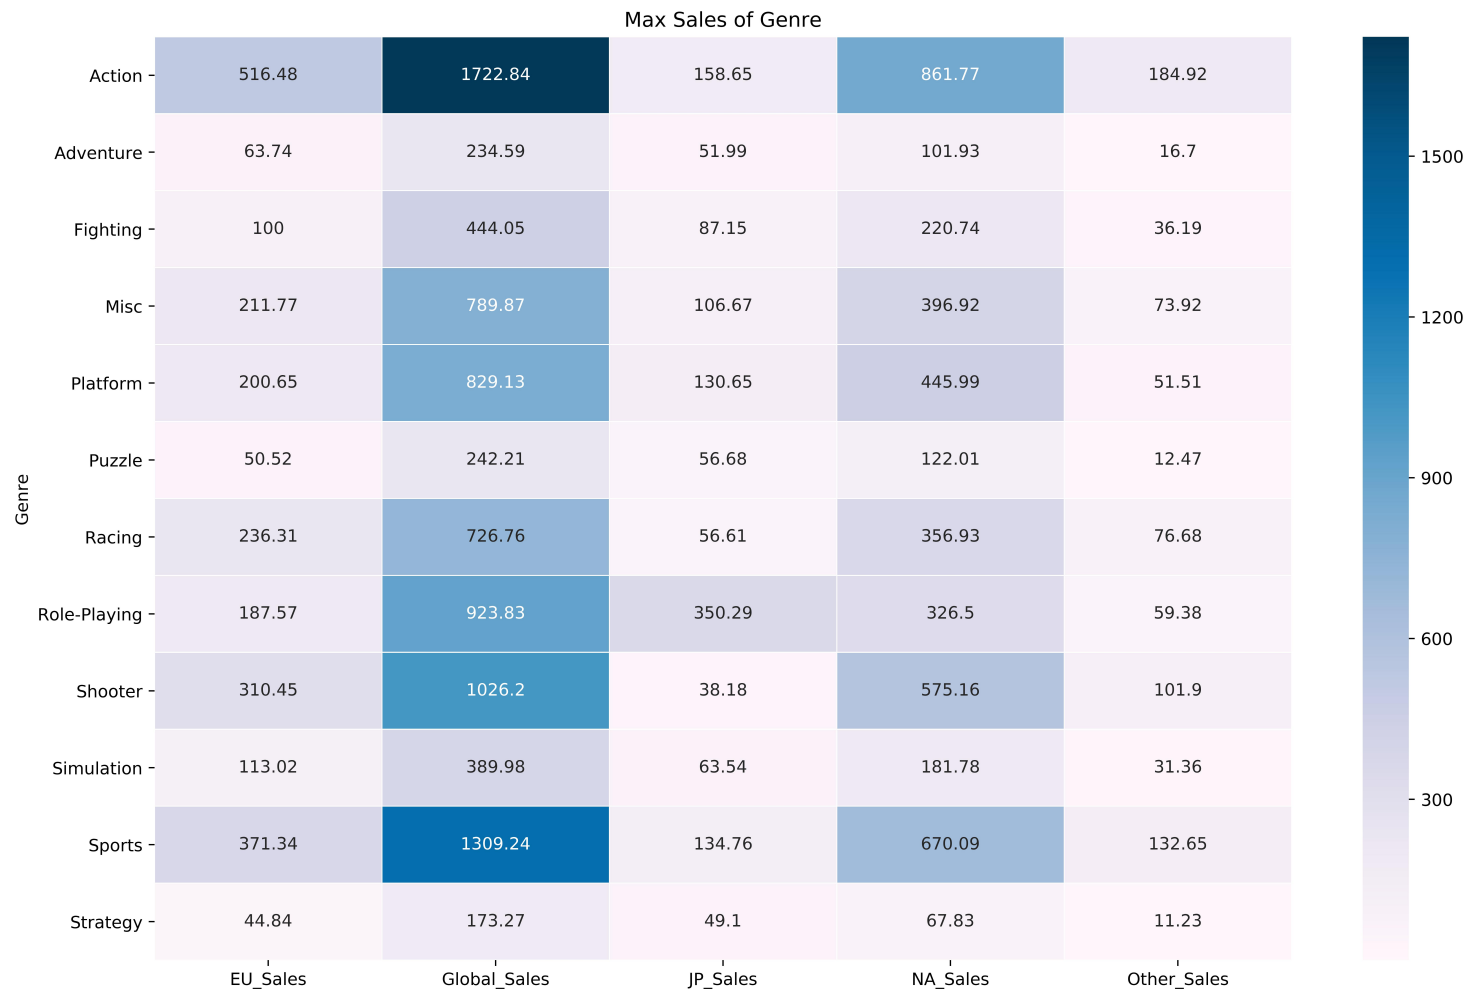 Max Sales of Genre
Action 516.48 1722.84 158.65 861.77 184.92
Adventure 63.74 234.59 51.99 101.93 16.7
Fighting 100 444.05 87.15 220.74 36.19
Misc 211.77 789.87 106.67 396.92 73.92
Platform 200.65 829.13 130.65 445.99 51.51
Puzzle 50.52 242.21 56.68 122.01 12.47
Racing 236.31 726.76 56.61 356.93 76.68
Role-Playing 187.57 923.83 350.29 326.5 59.38
Shooter 310.45 1026.2 38.18 575.16 101.9
Simulation 113.02 389.98 63.54 181.78 31.36
Sports 371.34 1309.24 134.76 670.09 132.65
Strategy 44.84 173.27 49.1 67.83 11.23
EU_Sales Global_Sales JP_Sales NA_Sales Other_Sales
Genre
1500
1200
900
600
300